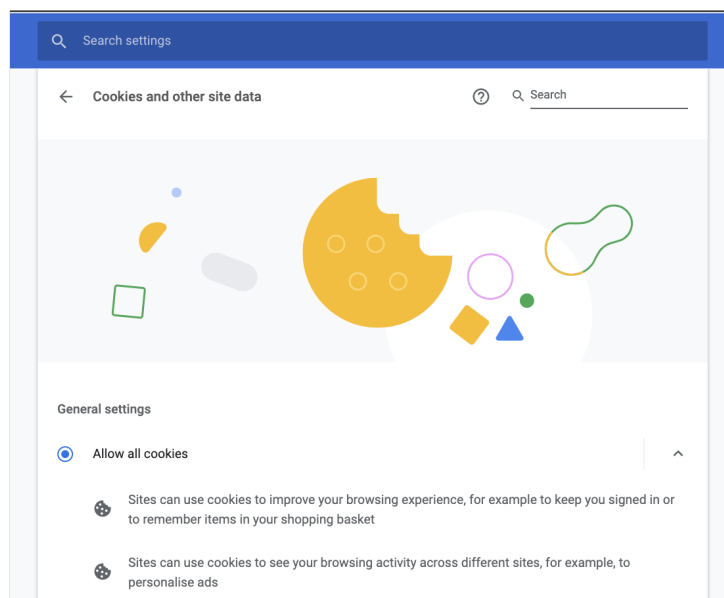 Search settings
Cookies and other site data
Search
General settings
Allow all cookies
Sites can use cookies to improve your browsing experience, for example to keep you signed in or
to remember items in your shopping basket
Sites can use cookies to see your browsing activity across different sites, for example, to
personalise ads